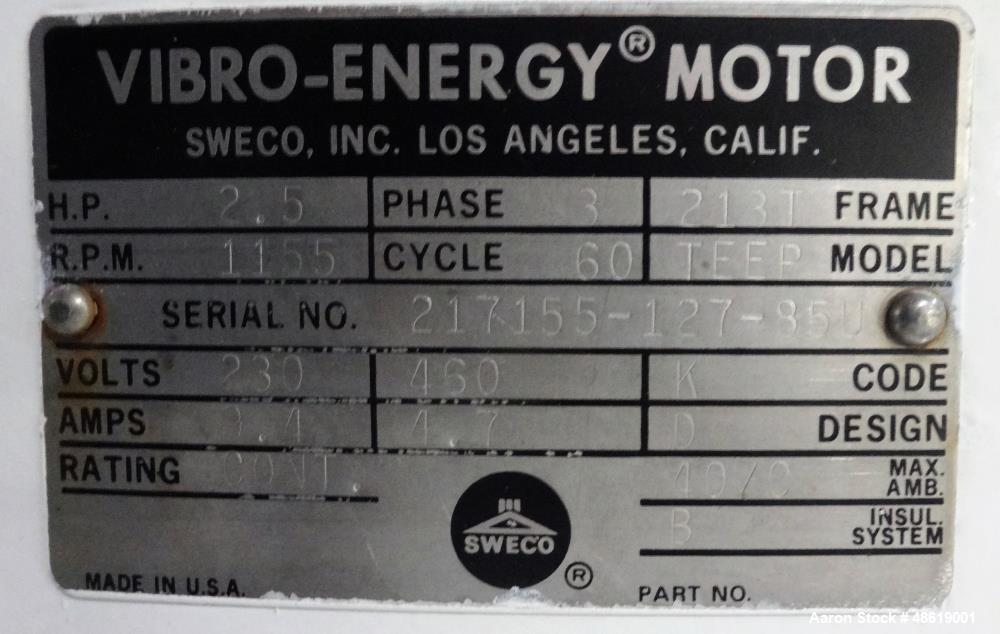 VIBRO-ENERGY® MOTOR
SWECO, INC. LOS ANGELES, CALIF.
H.P. 2.5 PHASE 3 213T FRAME
R.P.M. 1155 CYCLE 60 TEFP MODEL
SERIAL NO. 217155-127-85U
VOLTS 230 460 K CODE
AMPS 9.4 4.7 D DESIGN
RATING CONT. 40/C MAX. AMB.
B INSUL. SYSTEM
SWECO ®
MADE IN U.S.A. PART NO.
Aaron Stock # 48619001